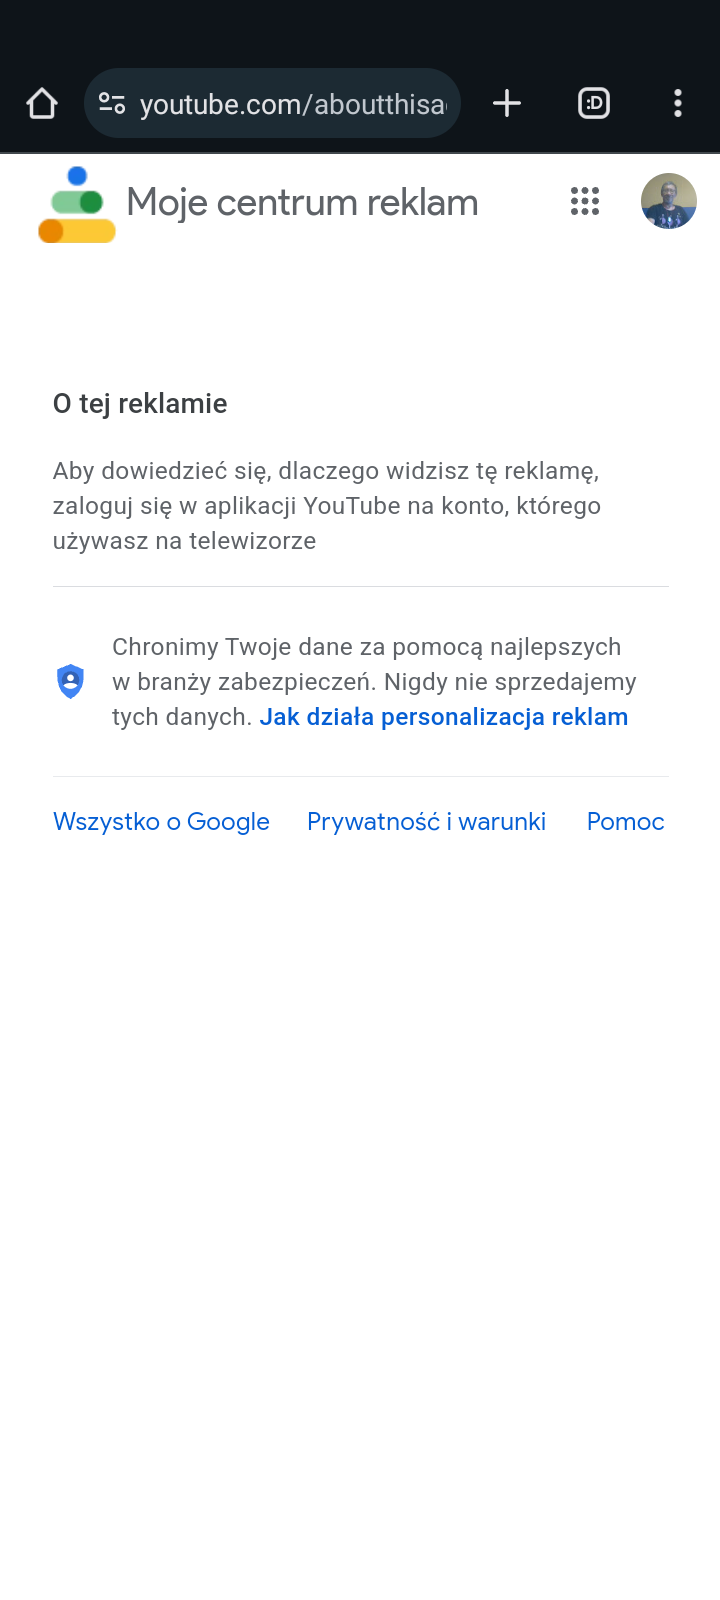 youtube.com/aboutthisa
:D
Moje centrum reklam
O tej reklamie
Aby dowiedzieć się, dlaczego widzisz tę reklamę,
zaloguj się w aplikacji YouTube na konto, którego
używasz na telewizorze
Chronimy Twoje dane za pomocą najlepszych
w branży zabezpieczeń. Nigdy nie sprzedajemy
tych danych. Jak działa personalizacja reklam
Wszystko o Google Prywatność i warunki Pomoc